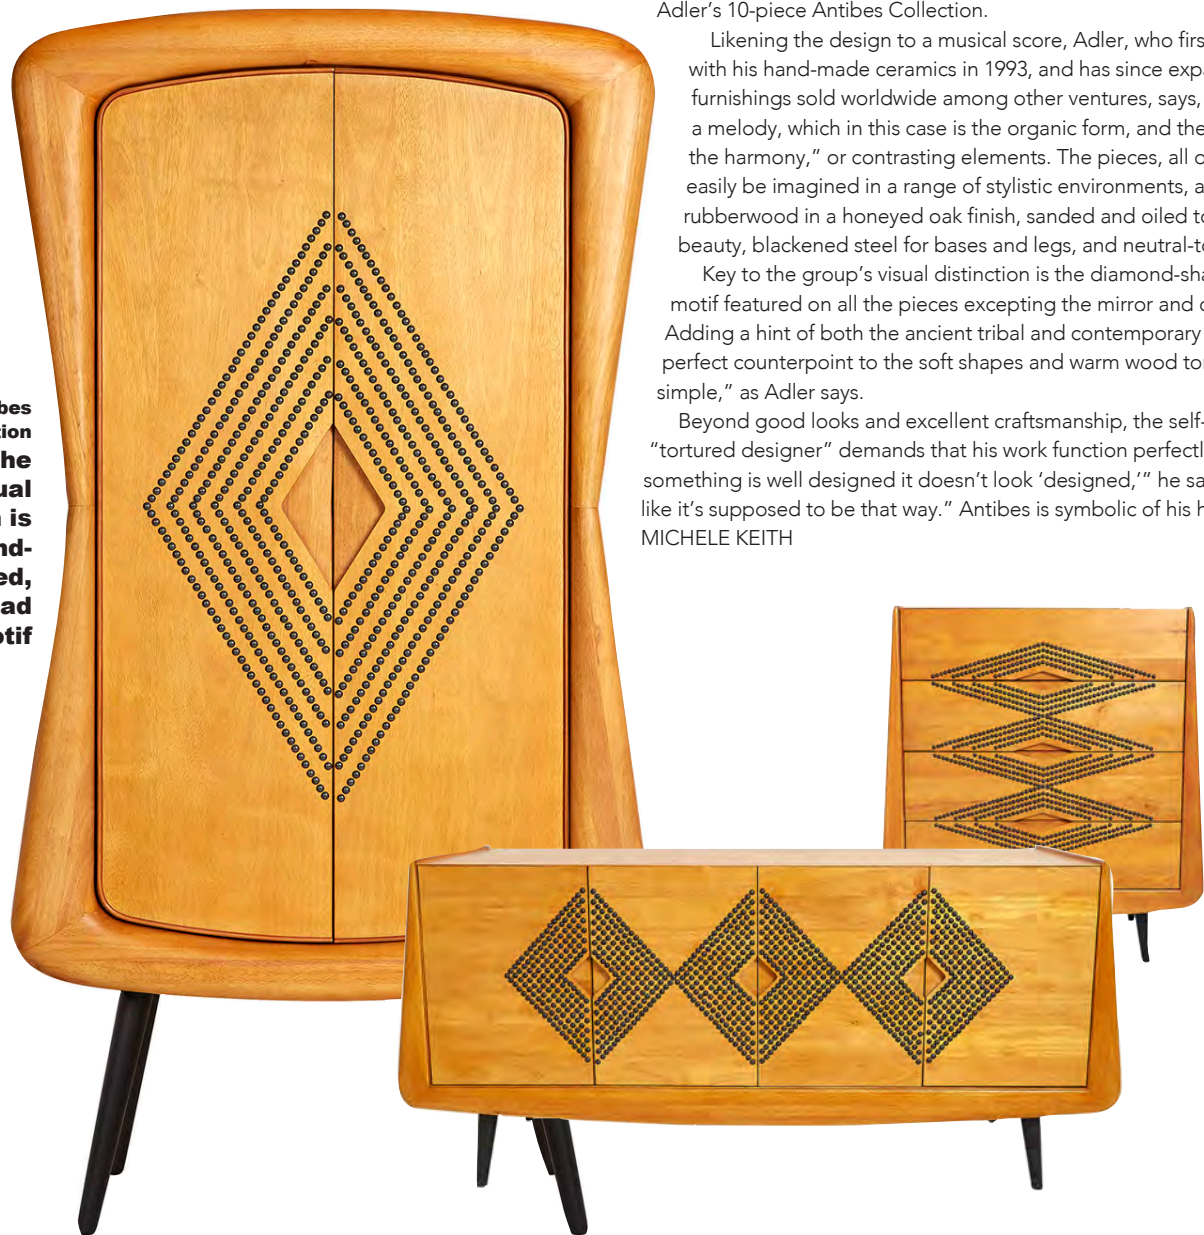 Adler's 10-piece Antibes Collection.
Likening the design to a musical score, Adler, who firs
with his hand-made ceramics in 1993, and has since exp
furnishings sold worldwide among other ventures, says,
a melody, which in this case is the organic form, and the
the harmony," or contrasting elements. The pieces, all o
easily be imagined in a range of stylistic environments, a
rubberwood in a honeyed oak finish, sanded and oiled to
beauty, blackened steel for bases and legs, and neutral-to
Key to the group's visual distinction is the diamond-sha
motif featured on all the pieces excepting the mirror and
Adding a hint of both the ancient tribal and contemporary
perfect counterpoint to the soft shapes and warm wood to
simple," as Adler says.
Beyond good looks and excellent craftsmanship, the self-
"tortured designer" demands that his work function perfectl
something is well designed it doesn't look 'designed,'" he sa
like it's supposed to be that way." Antibes is symbolic of his h
MICHELE KEITH
bes
tion
he
ual
is
nd-
ed,
ad
otif